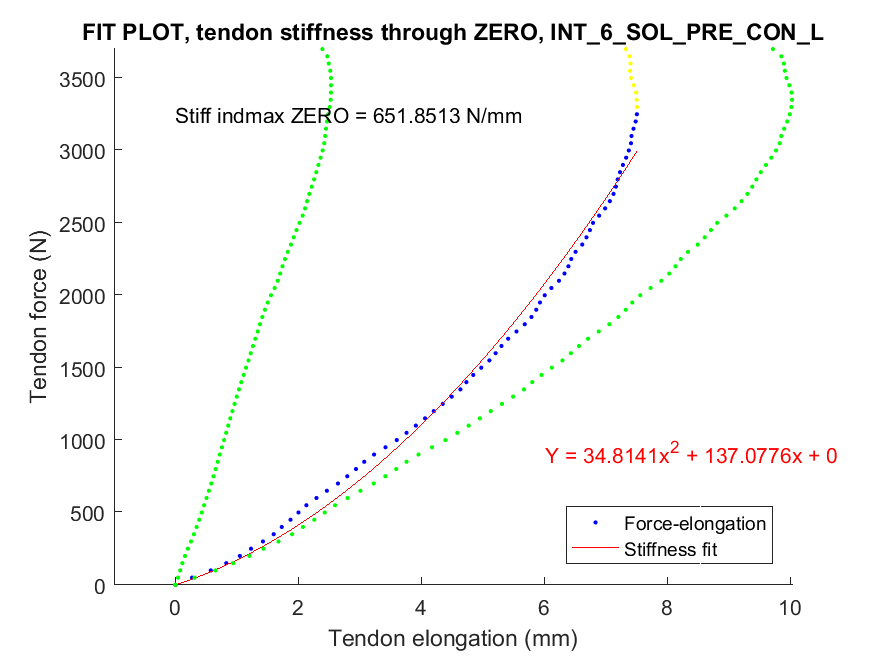 FIT PLOT, tendon stiffness through ZERO, INT_6_SOL_PRE_CON_L
3500
Stiff indmax ZERO = 651.8513 N/mm
3000
2500
Tendon force (N)
2000
1500
1000
Y = 34.8141x² + 137.0776x + 0
500
Force-elongation
Stiffness fit
0
0 2 4 6 8 10
Tendon elongation (mm)